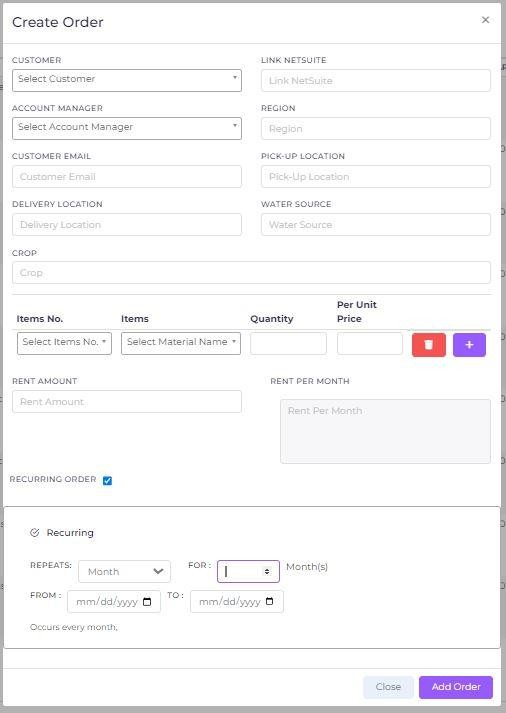 Create Order
×
CUSTOMER
LINK NETSUITE
Select Customer
Link NetSuite
ACCOUNT MANAGER
REGION
Select Account Manager
Region
CUSTOMER EMAIL
PICK-UP LOCATION
Customer Email
Pick-Up Location
DELIVERY LOCATION
WATER SOURCE
Delivery Location
Water Source
CROP
Crop
Items No.
Items
Quantity
Per Unit
Price
Select Items No.
Select Material Name
+
RENT AMOUNT
RENT PER MONTH
Rent Amount
Rent Per Month
RECURRING ORDER
Recurring
REPEATS:
Month
FOR :
Month(s)
FROM :
mm/dd/yyyy
TO :
mm/dd/yyyy
Occurs every month,
Close
Add Order